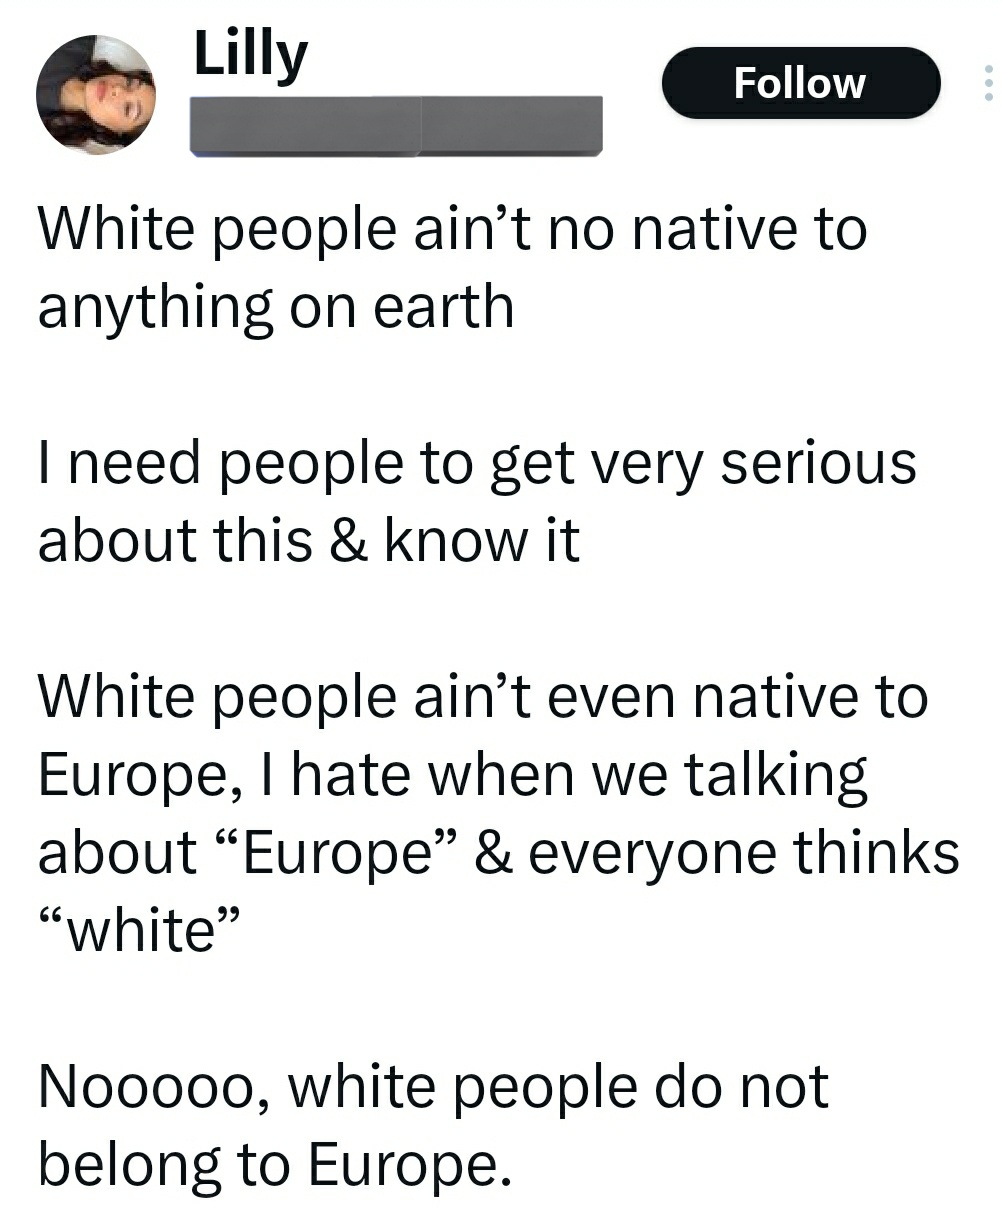 Lilly
Follow
White people ain’t no native to
anything on earth
I need people to get very serious
about this & know it
White people ain’t even native to
Europe, I hate when we talking
about “Europe” & everyone thinks
“white”
Nooooo, white people do not
belong to Europe.